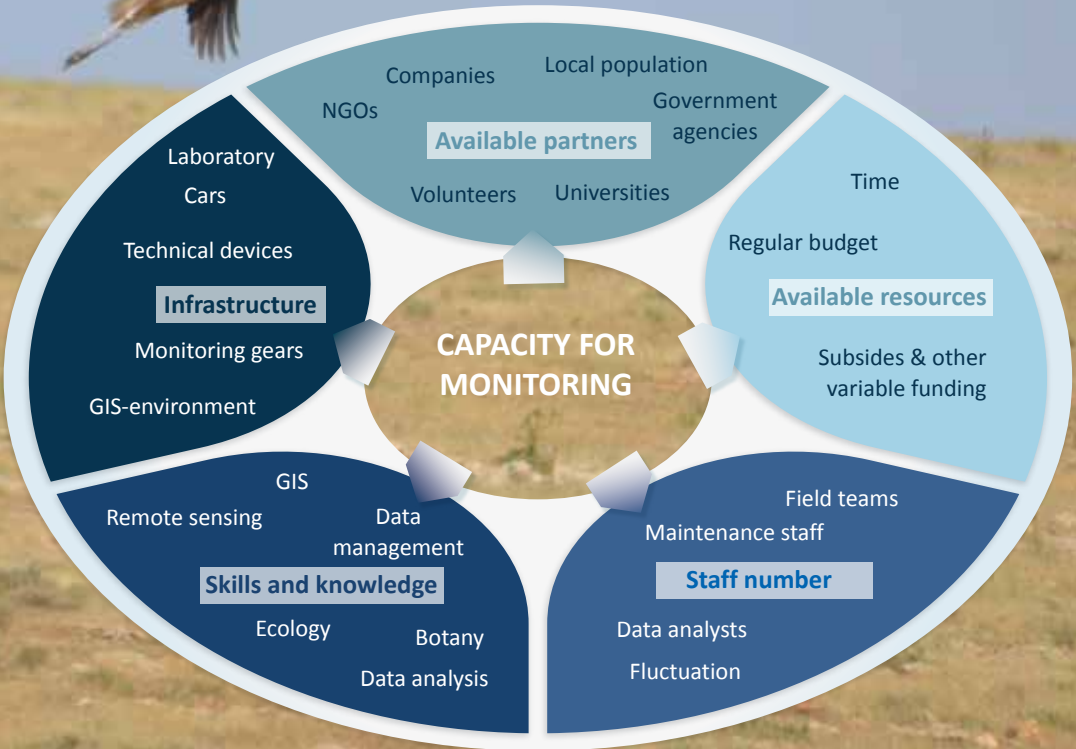 Companies
Local population
NGOs
Government
agencies
Available partners
Volunteers
Universities
Laboratory
Cars
Technical devices
Infrastructure
Monitoring gears
GIS-environment
Time
Regular budget
Available resources
Subsides & other
variable funding
CAPACITY FOR
MONITORING
GIS
Remote sensing
Data
management
Skills and knowledge
Ecology
Botany
Data analysis
Field teams
Maintenance staff
Staff number
Data analysts
Fluctuation